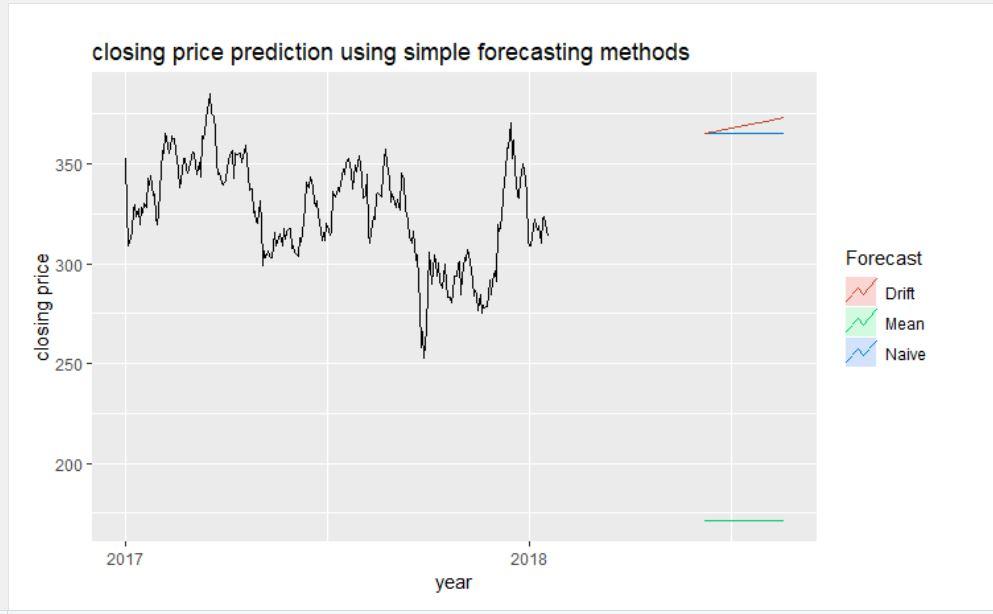 closing price prediction using simple forecasting methods
closing price
350
300
250
200
2017
2018
year
Forecast
Drift
Mean
Naive